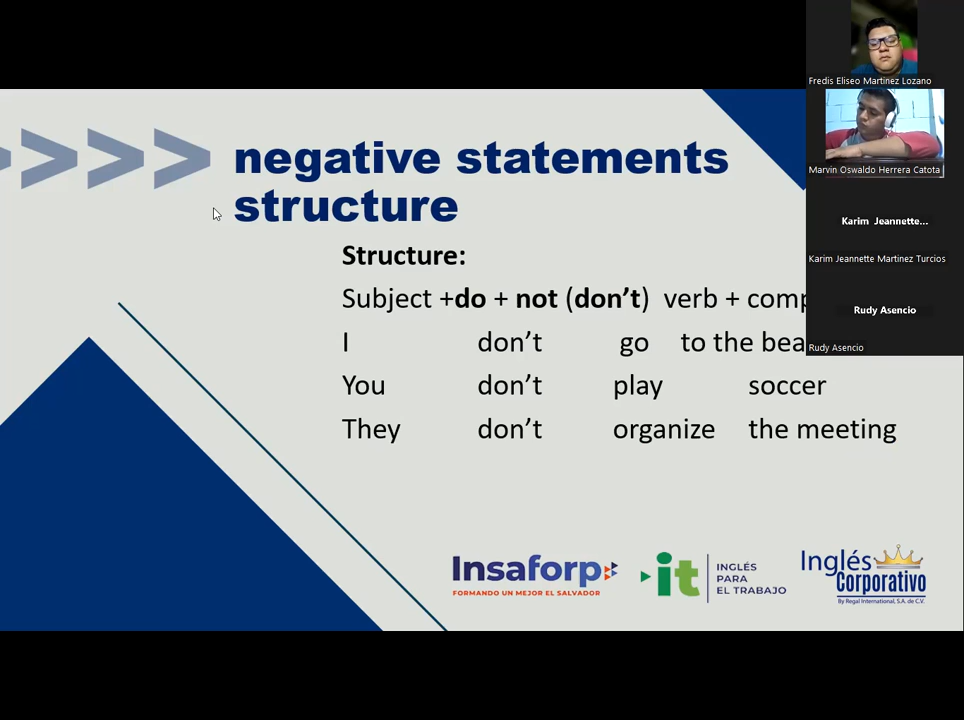 negative statements
structure
Structure:
Subject +do + not (don't) verb + comp
I don't go to the bea
You don't play soccer
They don't organize the meeting
Insaforp
FORMANDO UN MEJOR EL SALVADOR
it
INGLÉS
PARA
EL TRABAJO
Inglés
Corporativo
By Regal International, S.A. de C.V.
Fredis Eliseo Martinez Lozano
Marvin Oswaldo Herrera Catota
Karim Jeannette...
Karim Jeannette Martinez Turcios
Rudy Asencio
Rudy Asencio